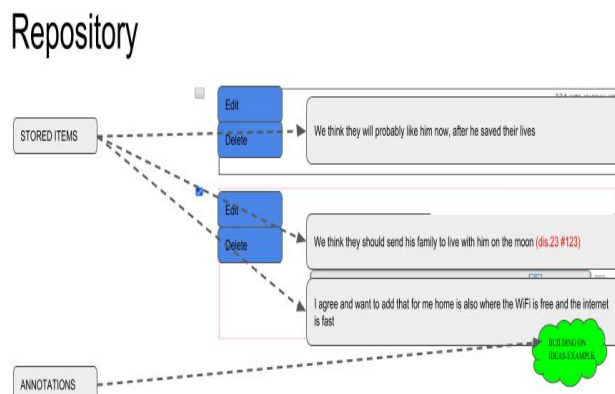 Repository
Edit
STORED ITEMS
Delete
We think they will probably like him now, after he saved their lives
Edit
Delete
We think they should send his family to live with him on the moon (dis.23 #123)
I agree and want to add that for me home is also where the WiFi is free and the internet
is fast
BUILDING ON
IDEAS-EXAMPLE
ANNOTATIONS